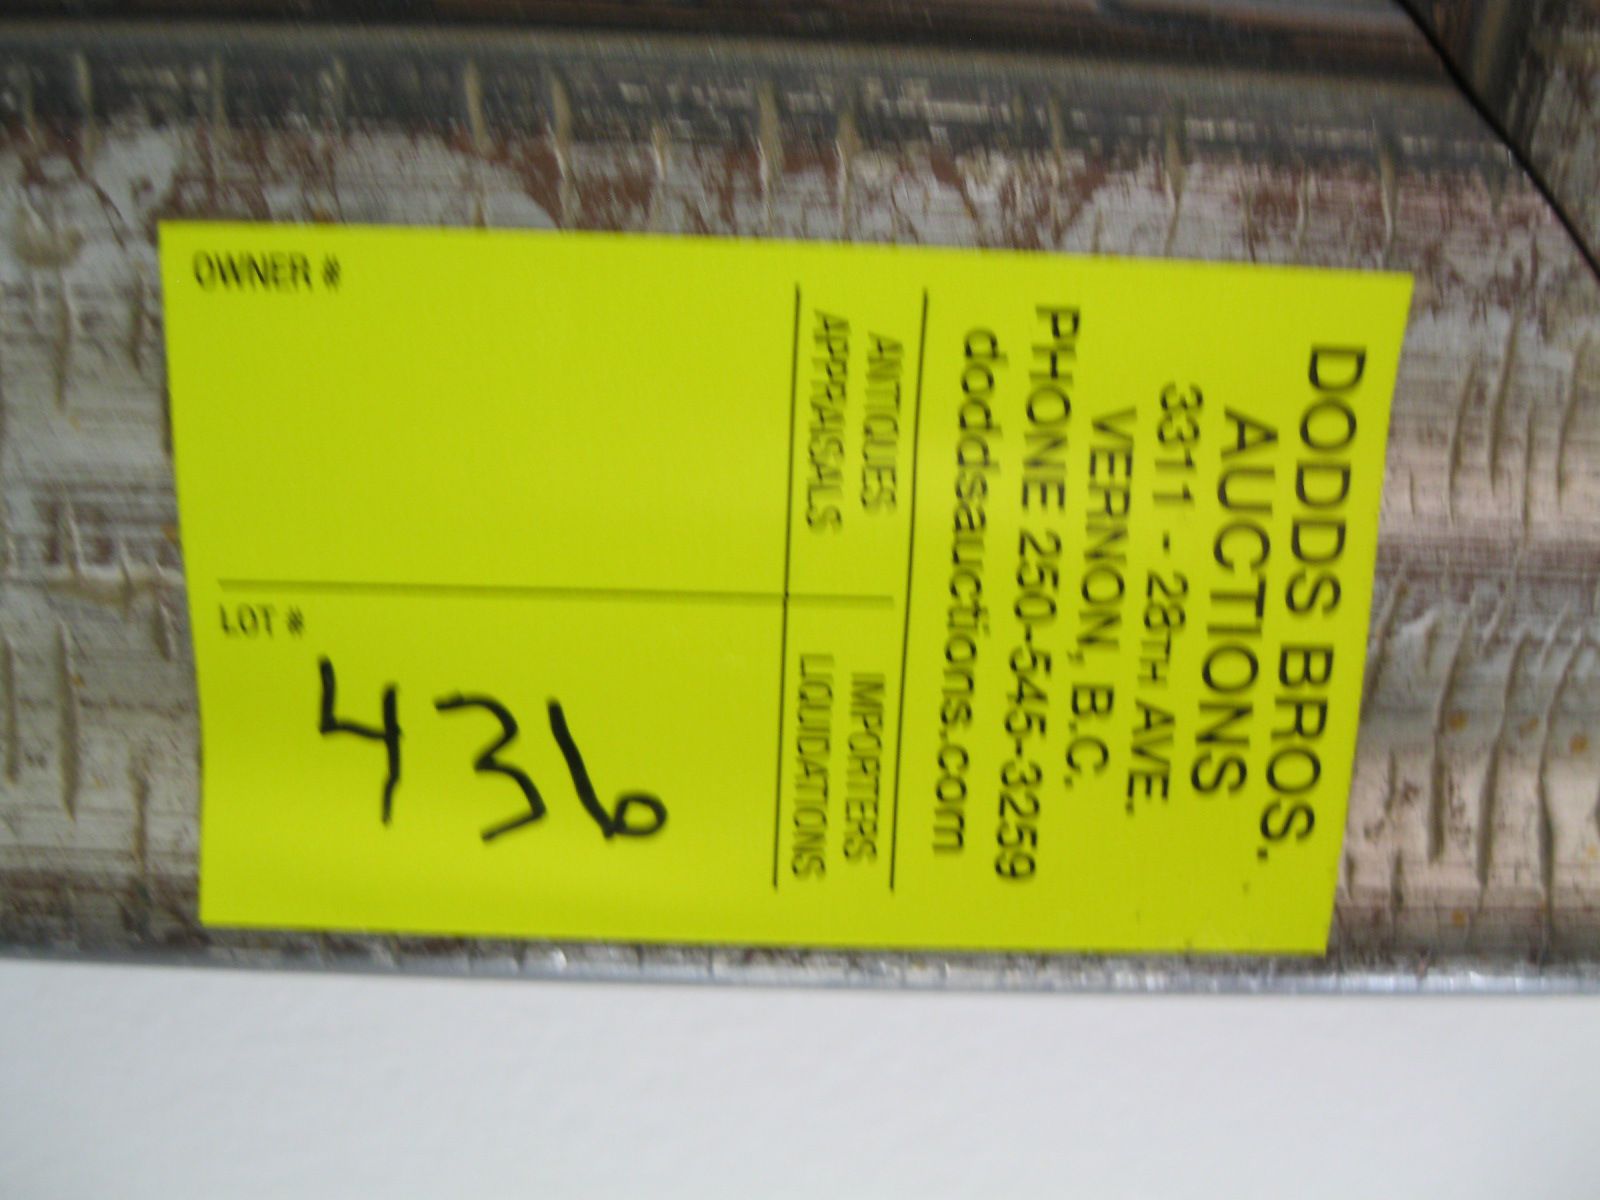 DODDS BROS.
AUCTIONS
3311 - 28TH AVE.
VERNON, B.C.
PHONE 250-545-3259
doddsauctions.com
ANTIQUES IMPORTERS
APPRAISALS LIQUIDATIONS
OWNER #
LOT #
436